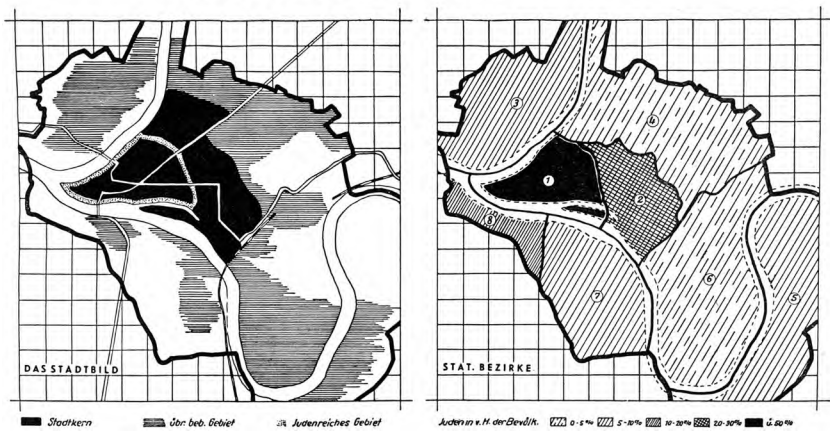 DAS STADTBILD
Stadtkern
übr. beb. Gebiet
Judenreiches Gebiet
3
4
1
2
8
6
7
5
STAT. BEZIRKE
Juden in v. H. der Bevölk.
0-5%
5-10%
10-20%
20-30%
ü. 50%